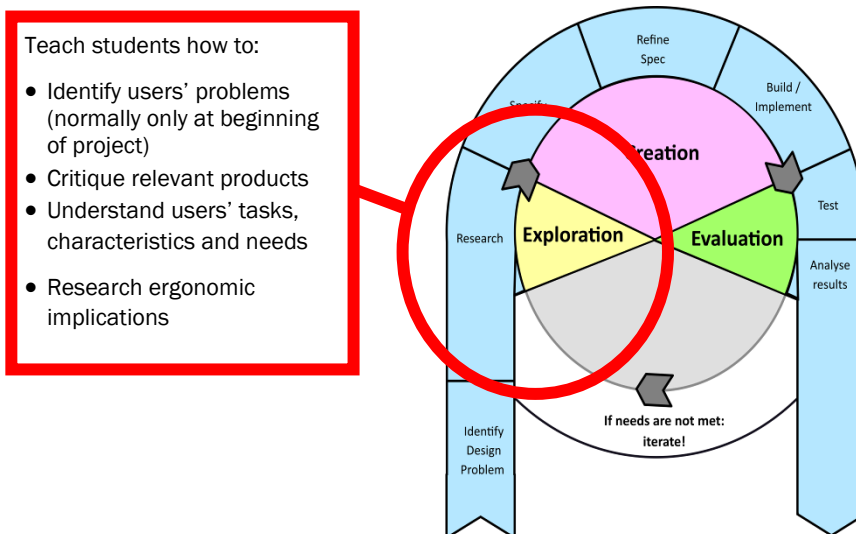 Teach students how to:
• Identify users' problems
(normally only at beginning
of project)
• Critique relevant products
• Understand users' tasks,
characteristics and needs
• Research ergonomic
implications
Refine
Spec
Build /
Implement
Specify
Creation
Test
Research
Exploration
Evaluation
Analyse
results
If needs are not met:
iterate!
Identify
Design
Problem